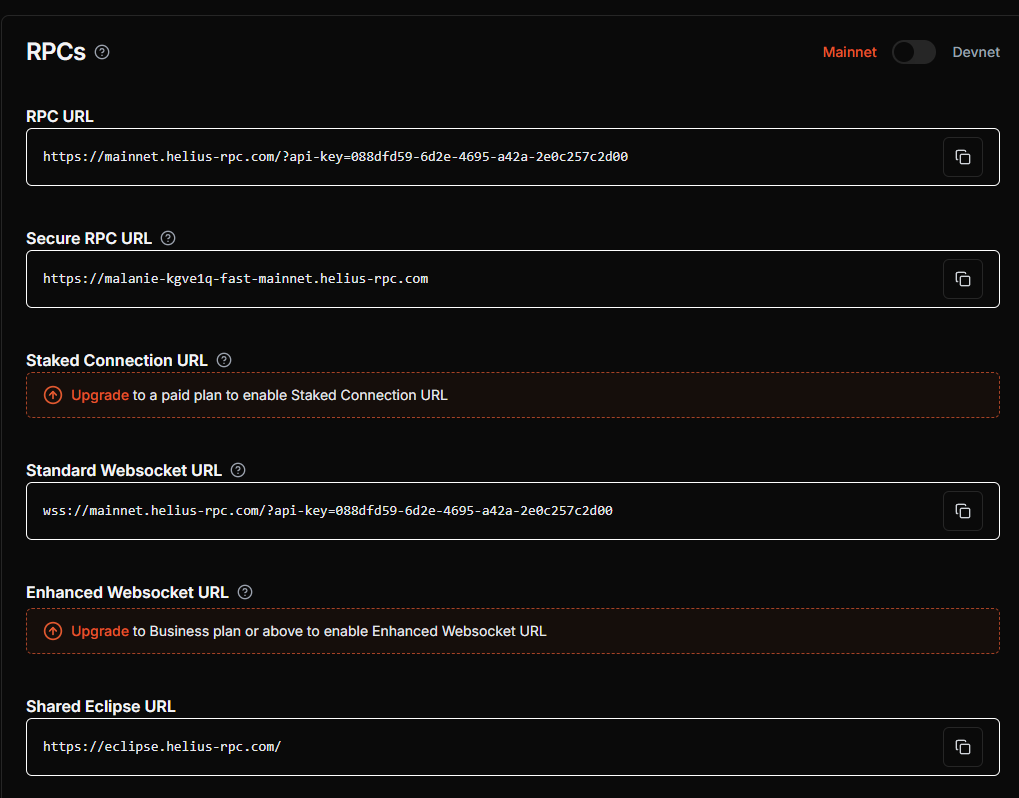 RPCs
Mainnet Devnet
RPC URL
https://mainnet.helius-rpc.com/?api-key=088dfd59-6d2e-4695-a42a-2e0c257c2d00
Secure RPC URL
https://malanie-kgve1q-fast-mainnet.helius-rpc.com
Staked Connection URL
Upgrade to a paid plan to enable Staked Connection URL
Standard Websocket URL
wss://mainnet.helius-rpc.com/?api-key=088dfd59-6d2e-4695-a42a-2e0c257c2d00
Enhanced Websocket URL
Upgrade to Business plan or above to enable Enhanced Websocket URL
Shared Eclipse URL
https://eclipse.helius-rpc.com/